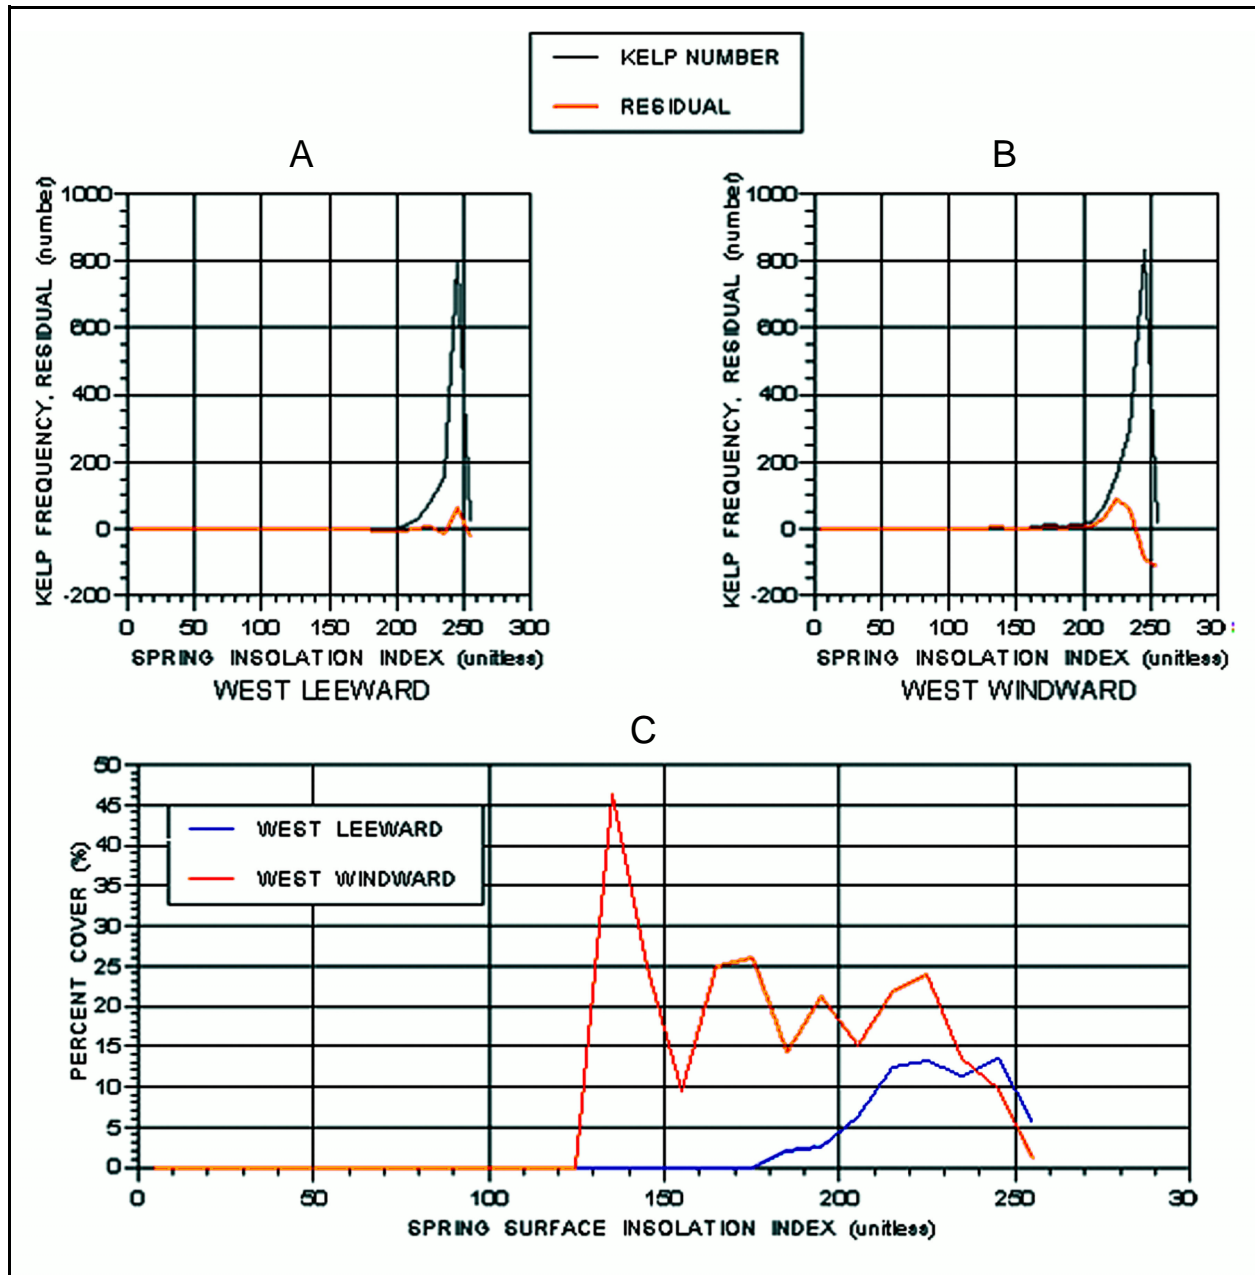 KELP NUMBER
RESIDUAL
A
B
KELP FREQUENCY, RESIDUAL (number)
1000
800
600
400
200
0
-200
0 50 100 150 200 250 300
SPRING INSOLATION INDEX (unitless)
WEST LEEWARD
KELP FREQUENCY, RESIDUAL (number)
1000
800
600
400
200
0
-200
0 50 100 150 200 250 30
SPRING INSOLATION INDEX (unitless)
WEST WINDWARD
C
PERCENT COVER (%)
50
45
40
35
30
25
20
15
10
5
0
WEST LEEWARD
WEST WINDWARD
0 50 100 150 200 250 30
SPRING SURFACE INSOLATION INDEX (unitless)